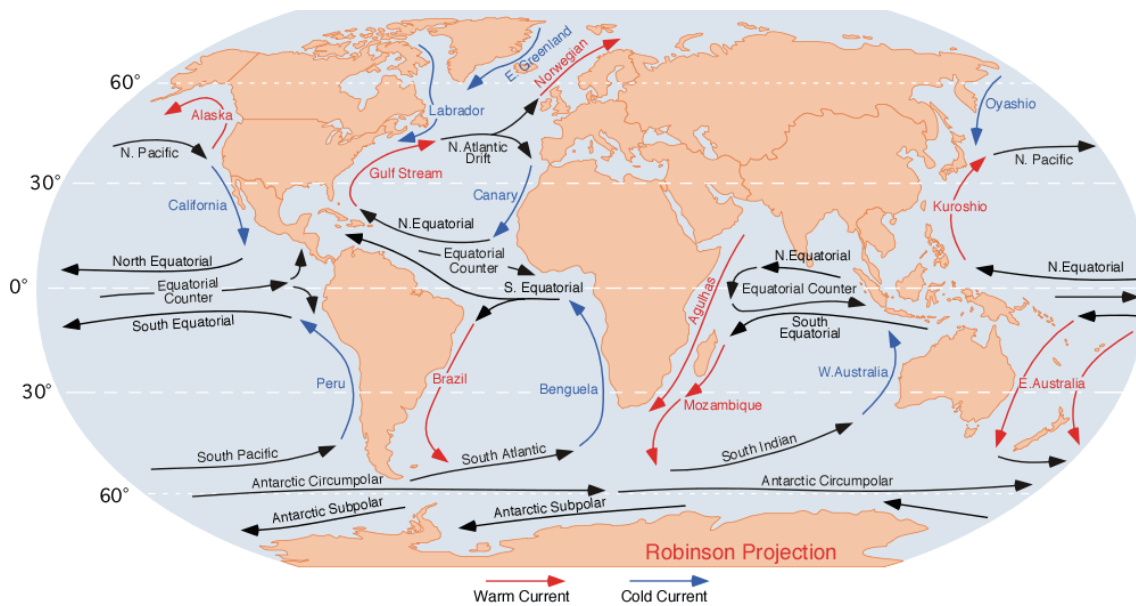 60°
Alaska
Labrador
E. Greenland
Norwegian
Oyashio
N. Pacific
N.Atlantic
Drift
N. Pacific
30°
Gulf Stream
California
Canary
Kuroshio
N.Equatorial
North Equatorial
Equatorial
Counter
N.Equatorial
N.Equatorial
0°
Equatorial
Counter
S. Equatorial
Agulhas
Equatorial Counter
South Equatorial
South
Equatorial
Peru
Brazil
Benguela
W.Australia
E.Australia
30°
Mozambique
South Pacific
South Atlantic
South Indian
60°
Antarctic Circumpolar
Antarctic Circumpolar
Antarctic Subpolar
Antarctic Subpolar
Robinson Projection
Warm Current
Cold Current